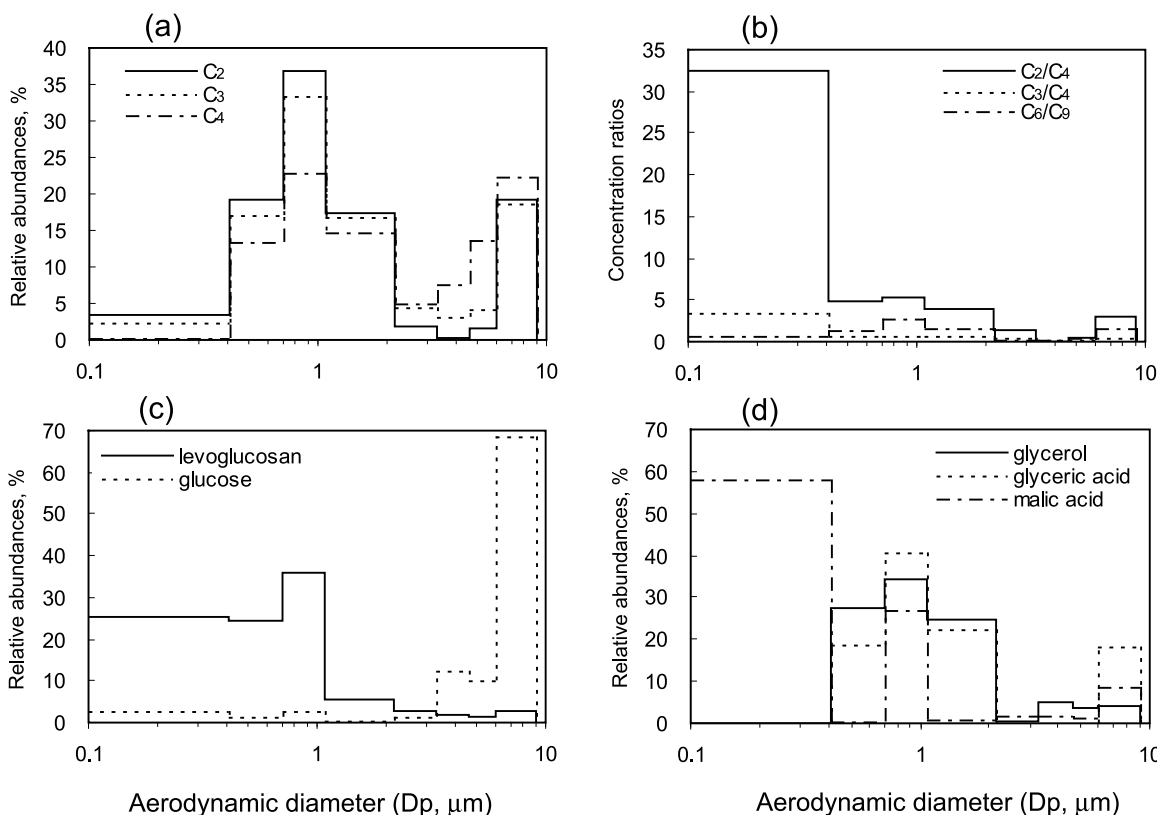 (a)
40
35
30
25
20
15
10
5
0
Relative abundances, %
C2
C3
C4
0.1
1
10
(b)
35
30
25
20
15
10
5
0
Concentration ratios
C2/C4
C3/C4
C6/C9
0.1
1
10
(c)
70
60
50
40
30
20
10
0
Relative abundances, %
levoglucosan
glucose
0.1
1
10
Aerodynamic diameter (Dp, μm)
(d)
70
60
50
40
30
20
10
0
Relative abundances, %
glycerol
glyceric acid
malic acid
0.1
1
10
Aerodynamic diameter (Dp, μm)